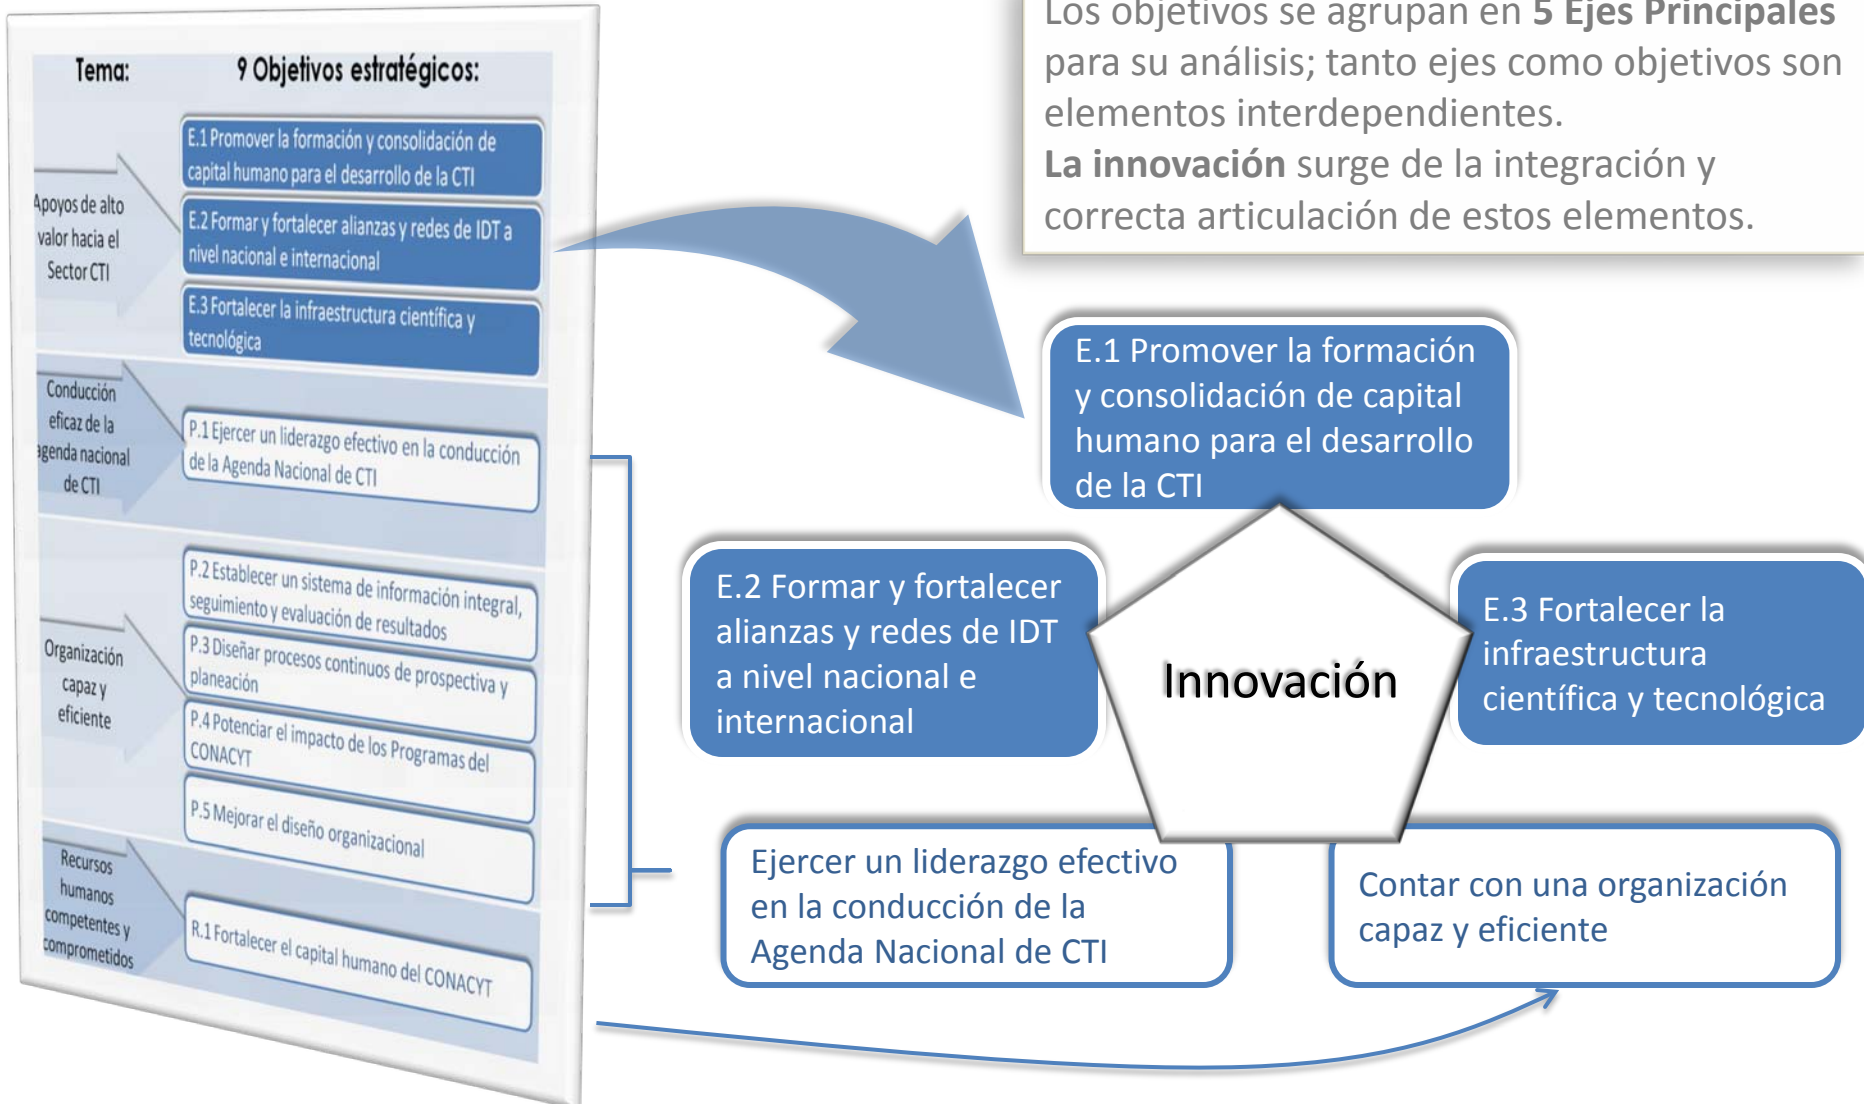 Tema:
9 Objetivos estratégicos:
Apoyos de alto
valor hacia el
Sector CTI
E.1 Promover la formación y consolidación de
capital humano para el desarrollo de la CTI
E.2 Formar y fortalecer alianzas y redes de IDT a
nivel nacional e internacional
E.3 Fortalecer la infraestructura científica y
tecnológica
Conducción
eficaz de la
agenda nacional
de CTI
P.1 Ejercer un liderazgo efectivo en la conducción
de la Agenda Nacional de CTI
Organización
capaz y
eficiente
P.2 Establecer un sistema de información integral,
seguimiento y evaluación de resultados
P.3 Diseñar procesos continuos de prospectiva y
planeación
P.4 Potenciar el impacto de los Programas del
CONACYT
P.5 Mejorar el diseño organizacional
Recursos
humanos
competentes y
comprometidos
R.1 Fortalecer el capital humano del CONACYT
Los objetivos se agrupan en 5 Ejes Principales
para su análisis; tanto ejes como objetivos son
elementos interdependientes.
La innovación surge de la integración y
correcta articulación de estos elementos.
E.1 Promover la formación
y consolidación de capital
humano para el desarrollo
de la CTI
E.2 Formar y fortalecer
alianzas y redes de IDT
a nivel nacional e
internacional
Innovación
E.3 Fortalecer la
infraestructura
científica y tecnológica
Ejercer un liderazgo efectivo
en la conducción de la
Agenda Nacional de CTI
Contar con una organización
capaz y eficiente